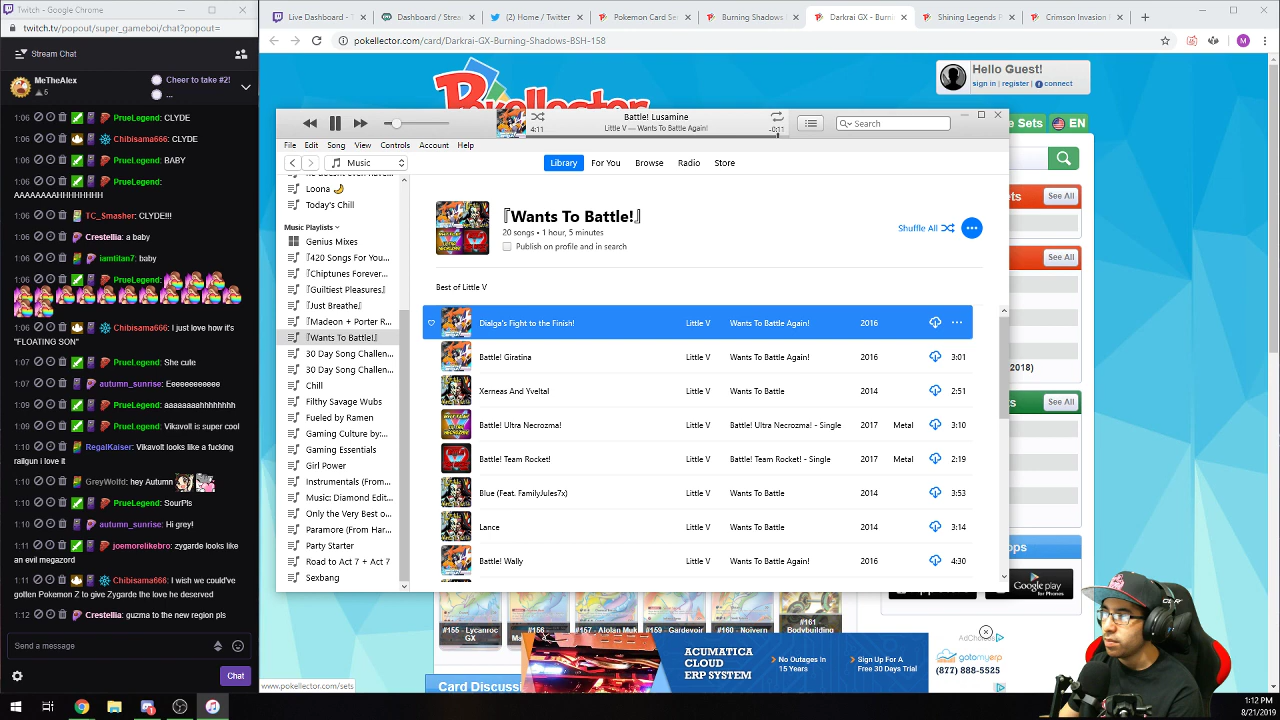 Twitch - Google Chrome
twitch.tv/popout/super_gameboi/chat?popout=
Stream Chat
MeTheAlex
5
Cheer to take #2!
...
1:06 PrueLegend: CLYDE
1:06 Chibisama666: CLYDE
1:06 PrueLegend: BABY
1:06 PrueLegend:
AAAAAAAAHHHHHHHH
1:06 TC_Smasher: CLYDE!!!
1:06 Crestellia: a baby
1:06 iamtitan7: baby
1:06 PrueLegend:
1:06 Chibisama666: I just love how it's
"FLOATING SON"
1:07 PrueLegend: She cute
1:07 autumn_sunrise: Eeeeeeeeeeee
1:09 PrueLegend: aaaaaaahhhhhhhh
1:09 PrueLegend: Vikavolt is super cool
1:10 RegalKaiser: Vikavolt looks like a fucking
railgun i love it
1:10 GreyWolfd: hey Autumn
1:10 PrueLegend: SourPls
1:10 autumn_sunrise: Hi grey!
1:11 joemorelikebro: zygarde looks like
an evil megazord
1:11 Chibisama666: I wish we could've
gotten Pokemon Z to give Zygarde the love he deserved
1:11 Crestellia: guzma to the new region pls
Send a message
Chat
Live Dashboard - T
Dashboard / Strea
(2) Home / Twitter
Pokemon Card Se
Burning Shadows
Darkrai GX - Burni
Shining Legends P
Crimson Invasion
pokellector.com/card/Darkrai-GX-Burning-Shadows-BSH-158
M
Hello Guest!
sign in | register | connect
e Sets
EN
ts
See All
See All
2018)
s
See All
ops
Google play
for Phones
4:11
Battle! Lusamine
Little V — Wants To Battle Again!
-0:11
Search
File Edit Song View Controls Account Help
Music
Library For You Browse Radio Store
Loona 🌙
Today's Chill
Music Playlists
Genius Mixes
『420 Songs For You...
『Chiptunes Forever...
『Guiltiest Pleasures』
『Just Breathe』
『Madeon + Porter R...
『Wants To Battle!』
30 Day Song Challen...
30 Day Song Challen...
Chill
Filthy Savage Wubs
Fueled by Ramen
Gaming Culture by:...
Gaming Essentials
Girl Power
Instrumentals (From...
Music: Diamond Edit...
Only the Very Best o...
Paramore (From Har...
Party Starter
Road to Act 7 + Act 7
Sexbang
『Wants To Battle!』
20 songs • 1 hour, 5 minutes
Publish on profile and in search
Shuffle All
Best of Little V
Dialga's Fight to the Finish! Little V Wants To Battle Again! 2016
Battle! Giratina Little V Wants To Battle Again! 2016 3:01
Xerneas And Yveltal Little V Wants To Battle 2014 2:51
Battle! Ultra Necrozma! Little V Battle! Ultra Necrozma! - Single 2017 Metal 3:10
Battle! Team Rocket! Little V Battle! Team Rocket! - Single 2017 Metal 2:19
Blue (Feat. FamilyJules7x) Little V Wants To Battle 2014 3:53
Lance Little V Wants To Battle 2014 3:14
Battle! Wally Little V Wants To Battle Again! 2016 4:30
#155 - Lycanroc
GX
#156 -
#157 - Alolan Muk
#159 - Gardevoir
#160 - Noivern
#161
Bodybuilding
Card Discuss
ACUMATICA
CLOUD
ERP SYSTEM
No Outages In
15 Years
Sign Up For A
Free 30 Day Trial
AdChoices
gotomyerp
(877) 888-5525
www.pokellector.com/sets
1:12 PM
8/21/2019